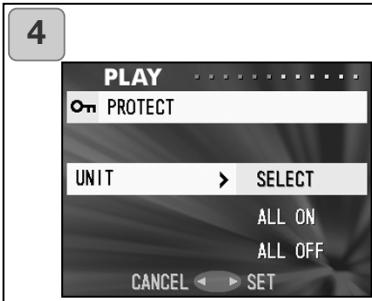 4
PLAY
PROTECT
UNIT > SELECT
ALL ON
ALL OFF
CANCEL ◄ ► SET